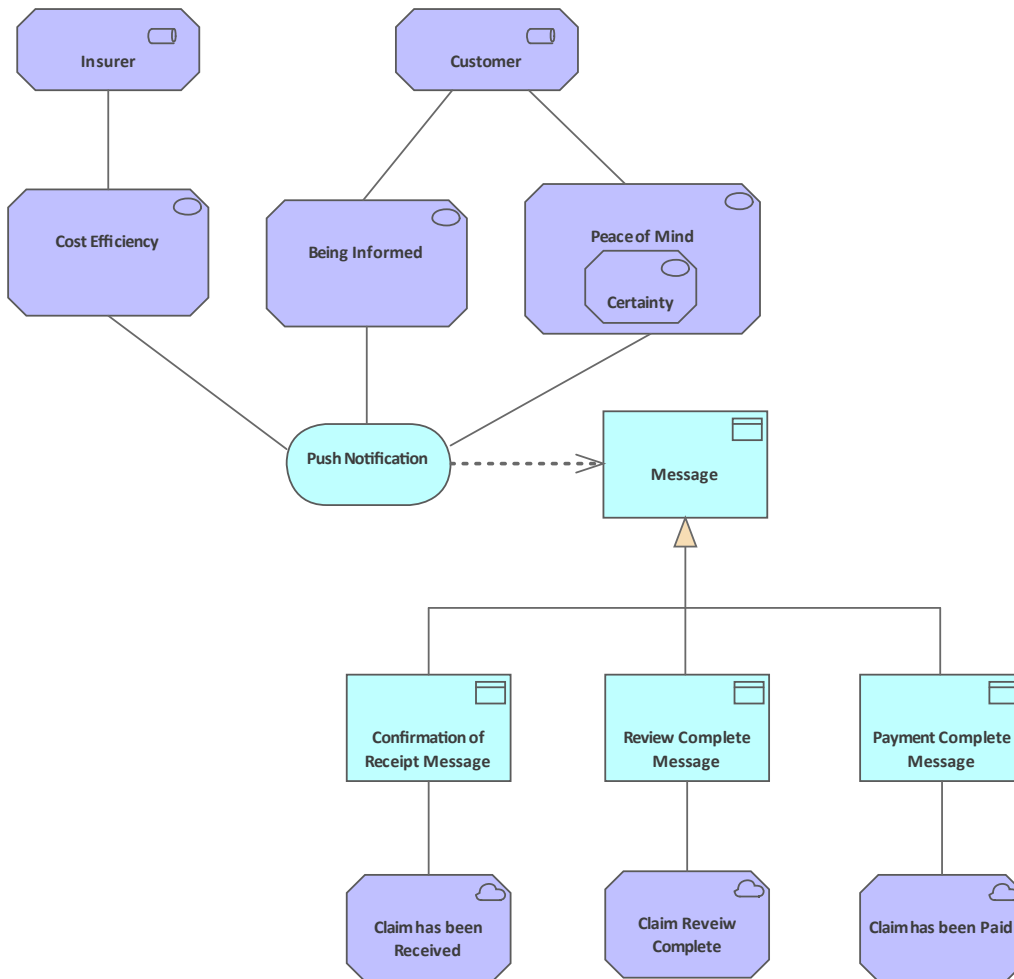 Insurer
Customer
Cost Efficiency
Being Informed
Peace of Mind
Certainty
Push Notification
Message
Confirmation of
Receipt Message
Review Complete
Message
Payment Complete
Message
Claim has been
Received
Claim Reveiw
Complete
Claim has been Paid